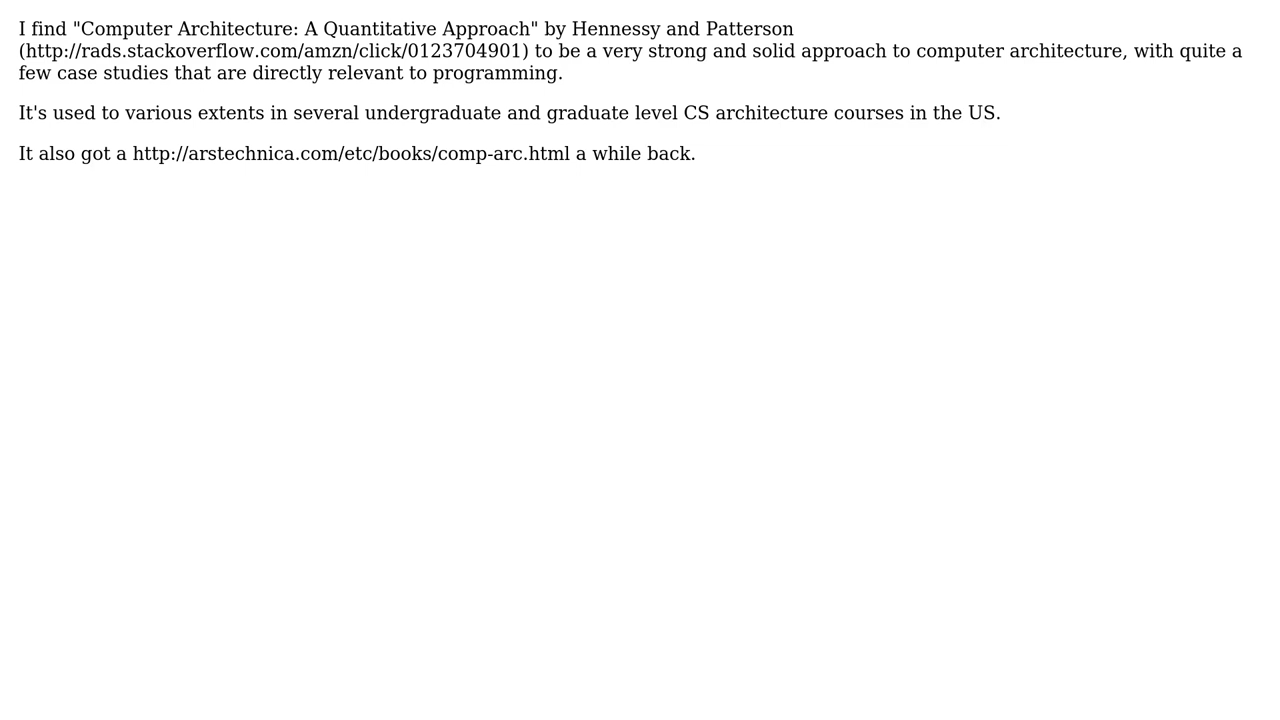 I find "Computer Architecture: A Quantitative Approach" by Hennessy and Patterson
(http://rads.stackoverflow.com/amzn/click/0123704901) to be a very strong and solid approach to computer architecture, with quite a
few case studies that are directly relevant to programming.
It's used to various extents in several undergraduate and graduate level CS architecture courses in the US.
It also got a http://arstechnica.com/etc/books/comp-arc.html a while back.